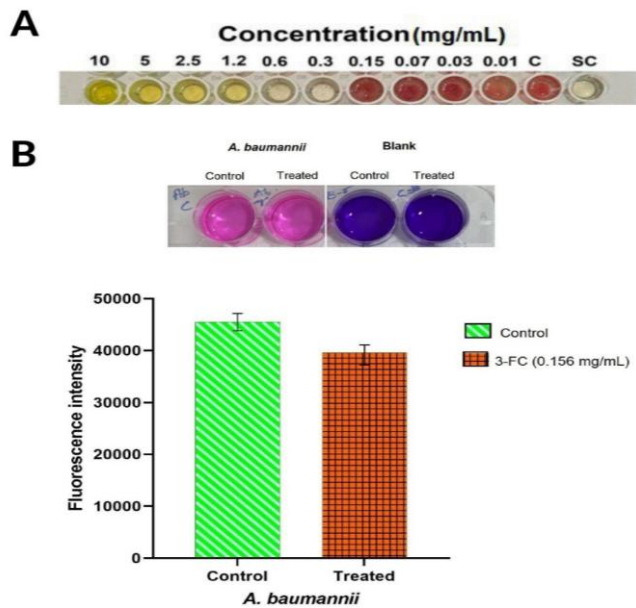 A
Concentration(mg/mL)
10 5 2.5 1.2 0.6 0.3 0.15 0.07 0.03 0.01 C SC
B
A. baumannii Blank
Control Treated Control Treated
Ab
C
50000
40000
30000
20000
10000
0
Fluorescence intensity
Control
3-FC (0.156 mg/mL)
Control Treated
A. baumannii